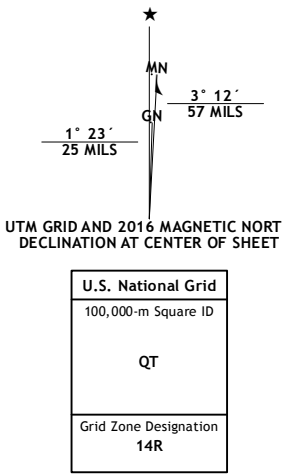 ★
MN
GN
3° 12´
57 MILS
1° 23´
25 MILS
UTM GRID AND 2016 MAGNETIC NORT
DECLINATION AT CENTER OF SHEET
U.S. National Grid
100,000-m Square ID
QT
Grid Zone Designation
14R